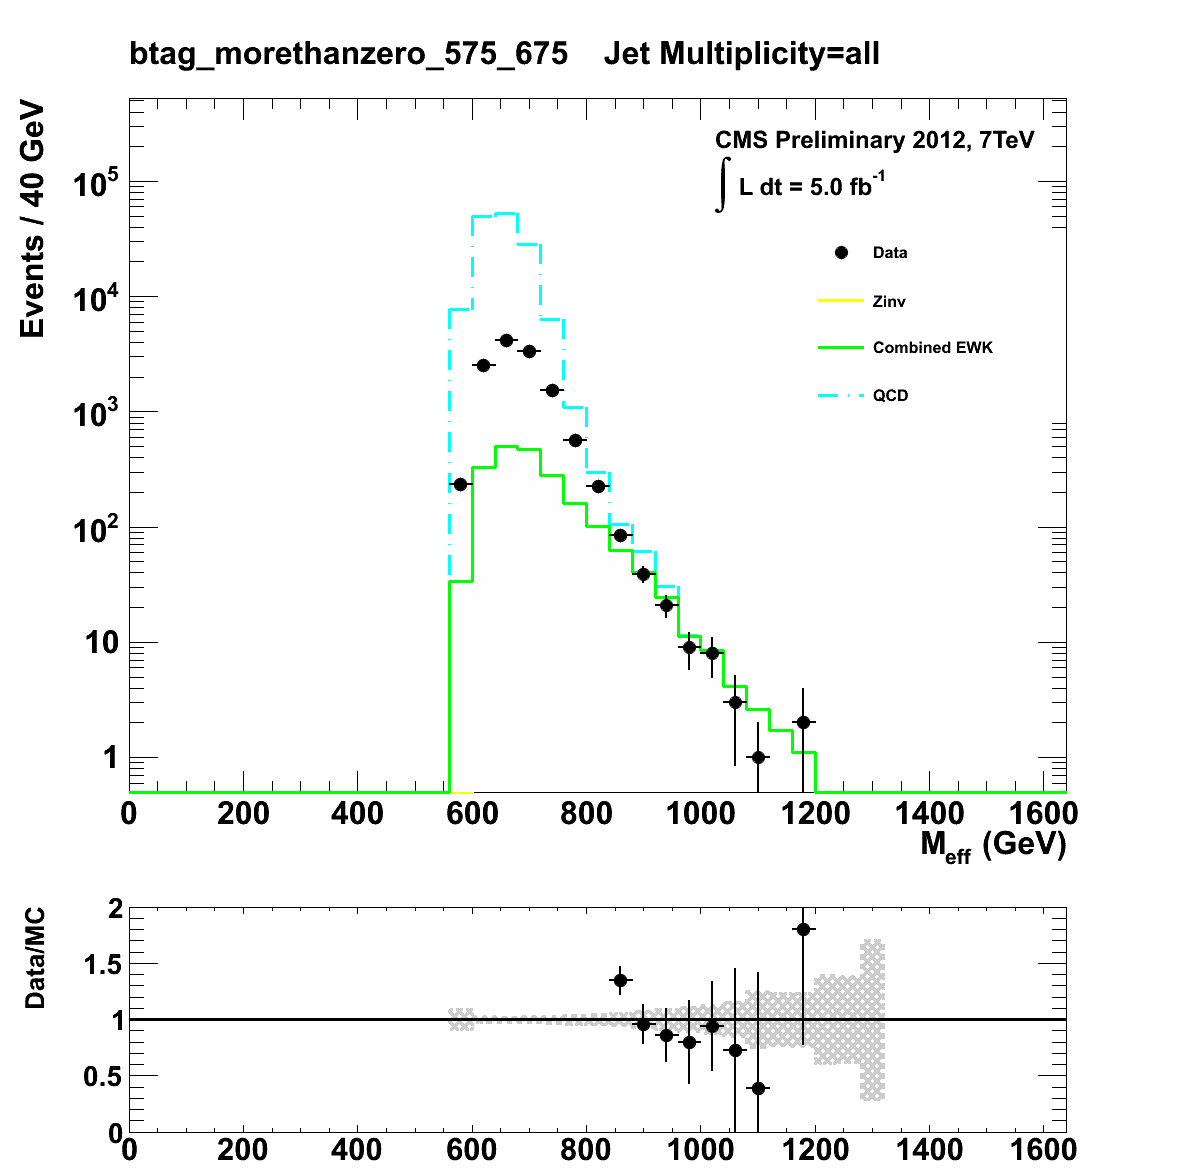 btag_morethanzero_575_675 Jet Multiplicity=all
Events / 40 GeV
CMS Preliminary 2012, 7TeV
∫ L dt = 5.0 fb⁻¹
Data
Zinv
Combined EWK
QCD
10⁵
10⁴
10³
10²
10
1
0 200 400 600 800 1000 1200 1400 1600
M_eff (GeV)
Data/MC
2
1.5
1
0.5
0
0 200 400 600 800 1000 1200 1400 1600